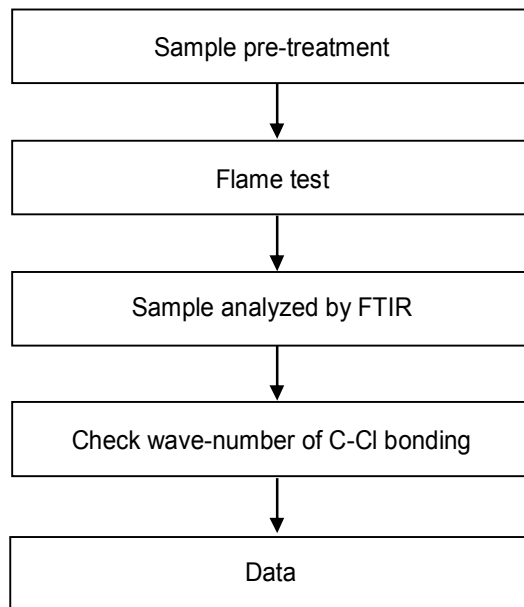 Sample pre-treatment
Flame test
Sample analyzed by FTIR
Check wave-number of C-Cl bonding
Data